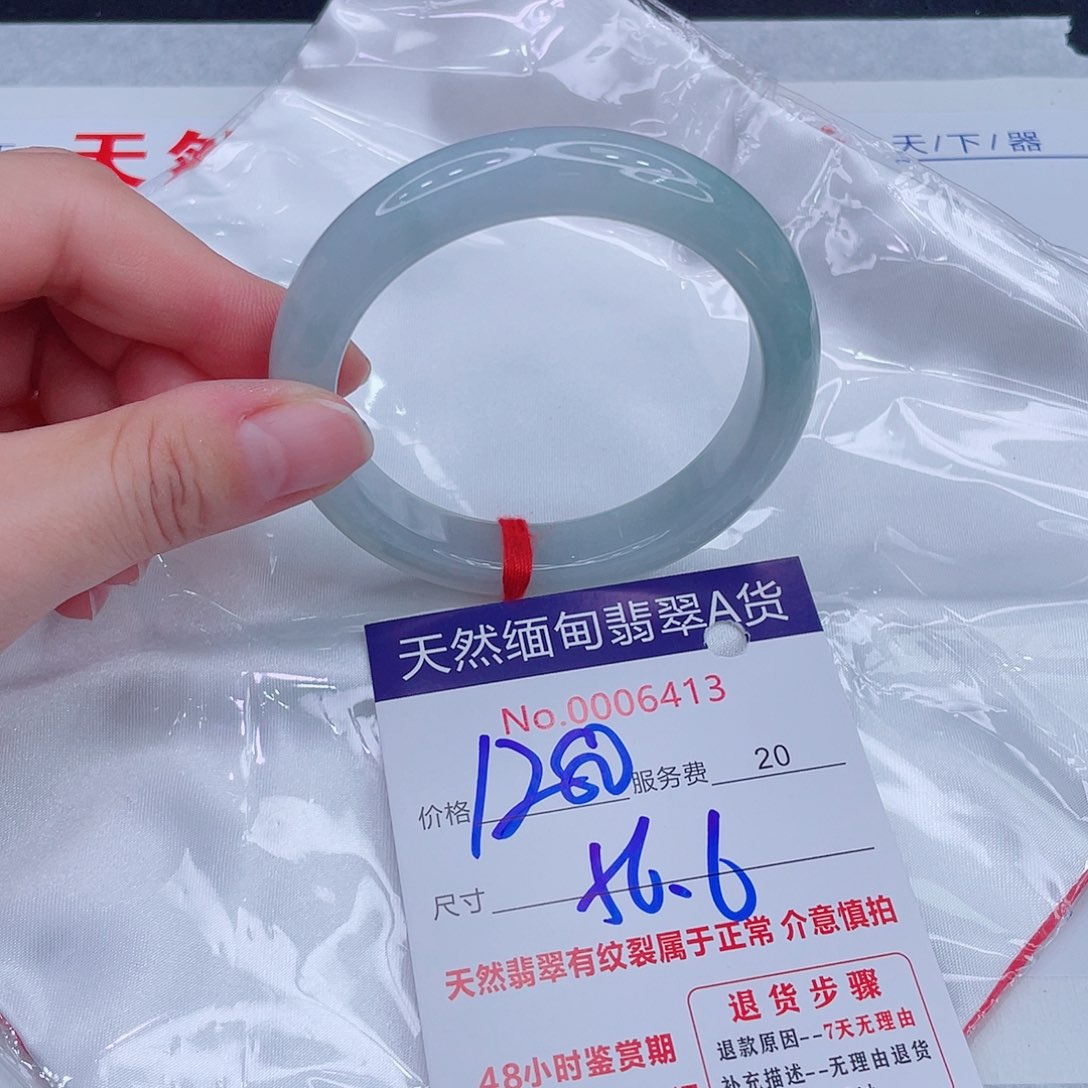 天然
天/下/器
天然缅甸翡翠A货
No.0006413
价格 服务费 20
尺寸 56.6
天然翡翠有纹裂属于正常 介意慎拍
退货步骤
退款原因--7天无理由
补充描述--无理由退货
48小时鉴赏期